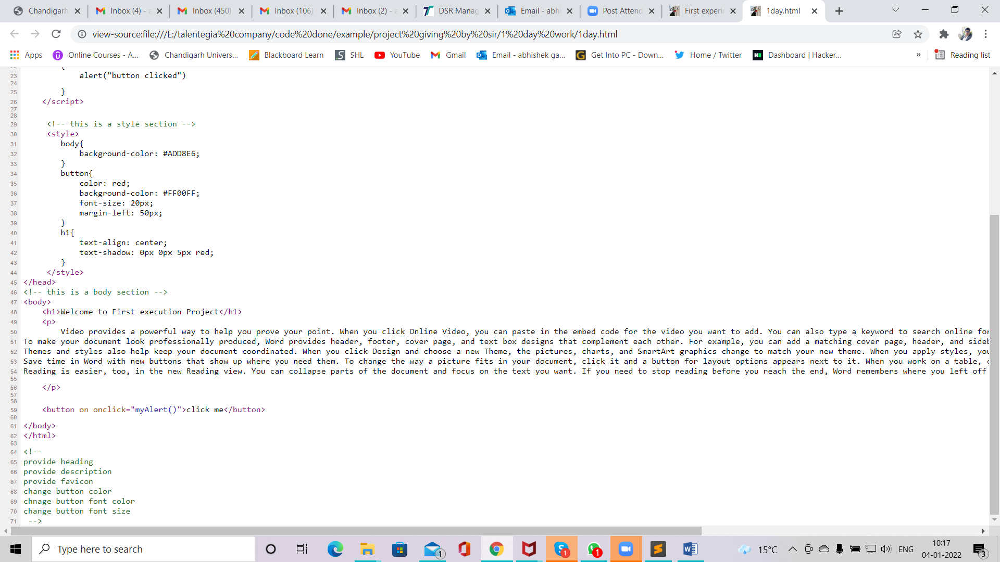 Chandigarh
Inbox (4) - a
Inbox (450)
Inbox (106)
Inbox (2) - a
DSR Manag
Email - abh
Post Attend
First experi
1day.html
view-source:file:///E:/talentegia%20company/code%20done/example/project%20giving%20by%20sir/1%20day%20work/1day.html
Apps
Online Courses - A...
Chandigarh Univers...
Blackboard Learn
SHL
YouTube
Gmail
Email - abhishek ga...
Get Into PC - Down...
Home / Twitter
Dashboard | Hacker...
»
Reading list
22 {
23 alert("button clicked")
24
25 }
26 </script>
27
28
29 <!-- this is a style section -->
30 <style>
31 body{
32 background-color: #ADD8E6;
33 }
34 button{
35 color: red;
36 background-color: #FF00FF;
37 font-size: 20px;
38 margin-left: 50px;
39 }
40 h1{
41 text-align: center;
42 text-shadow: 0px 0px 5px red;
43 }
44 </style>
45 </head>
46 <!-- this is a body section -->
47 <body>
48 <h1>Welcome to First execution Project</h1>
49 <p>
50 Video provides a powerful way to help you prove your point. When you click Online Video, you can paste in the embed code for the video you want to add. You can also type a keyword to search online for
51 To make your document look professionally produced, Word provides header, footer, cover page, and text box designs that complement each other. For example, you can add a matching cover page, header, and sideb
52 Themes and styles also help keep your document coordinated. When you click Design and choose a new Theme, the pictures, charts, and SmartArt graphics change to match your new theme. When you apply styles, you
53 Save time in Word with new buttons that show up where you need them. To change the way a picture fits in your document, click it and a button for layout options appears next to it. When you work on a table, c
54 Reading is easier, too, in the new Reading view. You can collapse parts of the document and focus on the text you want. If you need to stop reading before you reach the end, Word remembers where you left off
55
56 </p>
57
58
59 <button on onclick="myAlert()">click me</button>
60
61 </body>
62 </html>
63
64 <!--
65 provide heading
66 provide description
67 provide favicon
68 change button color
69 chnage button font color
70 change button font size
71 -->
Type here to search
1
1
1
15°C
ENG
10:17
04-01-2022
3